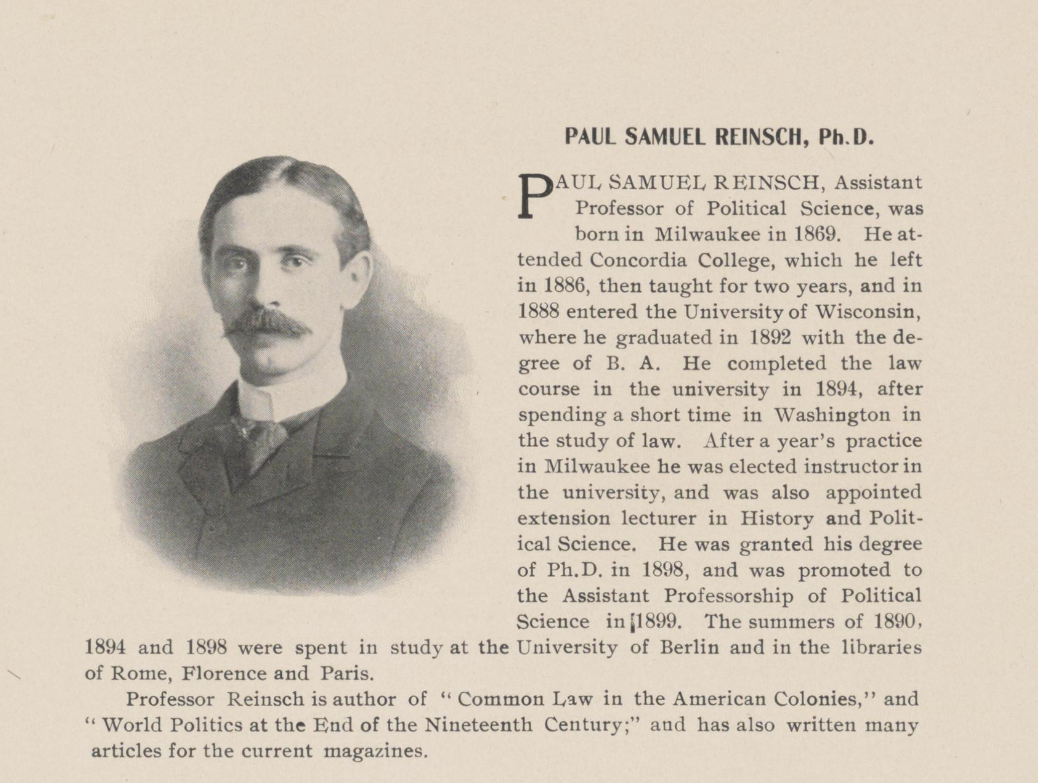 PAUL SAMUEL REINSCH, Ph.D.
PAUL SAMUEL REINSCH, Assistant
Professor of Political Science, was
born in Milwaukee in 1869. He at-
tended Concordia College, which he left
in 1886, then taught for two years, and in
1888 entered the University of Wisconsin,
where he graduated in 1892 with the de-
gree of B. A. He completed the law
course in the university in 1894, after
spending a short time in Washington in
the study of law. After a year's practice
in Milwaukee he was elected instructor in
the university, and was also appointed
extension lecturer in History and Polit-
ical Science. He was granted his degree
of Ph.D. in 1898, and was promoted to
the Assistant Professorship of Political
Science in 1899. The summers of 1890,
1894 and 1898 were spent in study at the University of Berlin and in the libraries
of Rome, Florence and Paris.
Professor Reinsch is author of "Common Law in the American Colonies," and
"World Politics at the End of the Nineteenth Century;" and has also written many
articles for the current magazines.